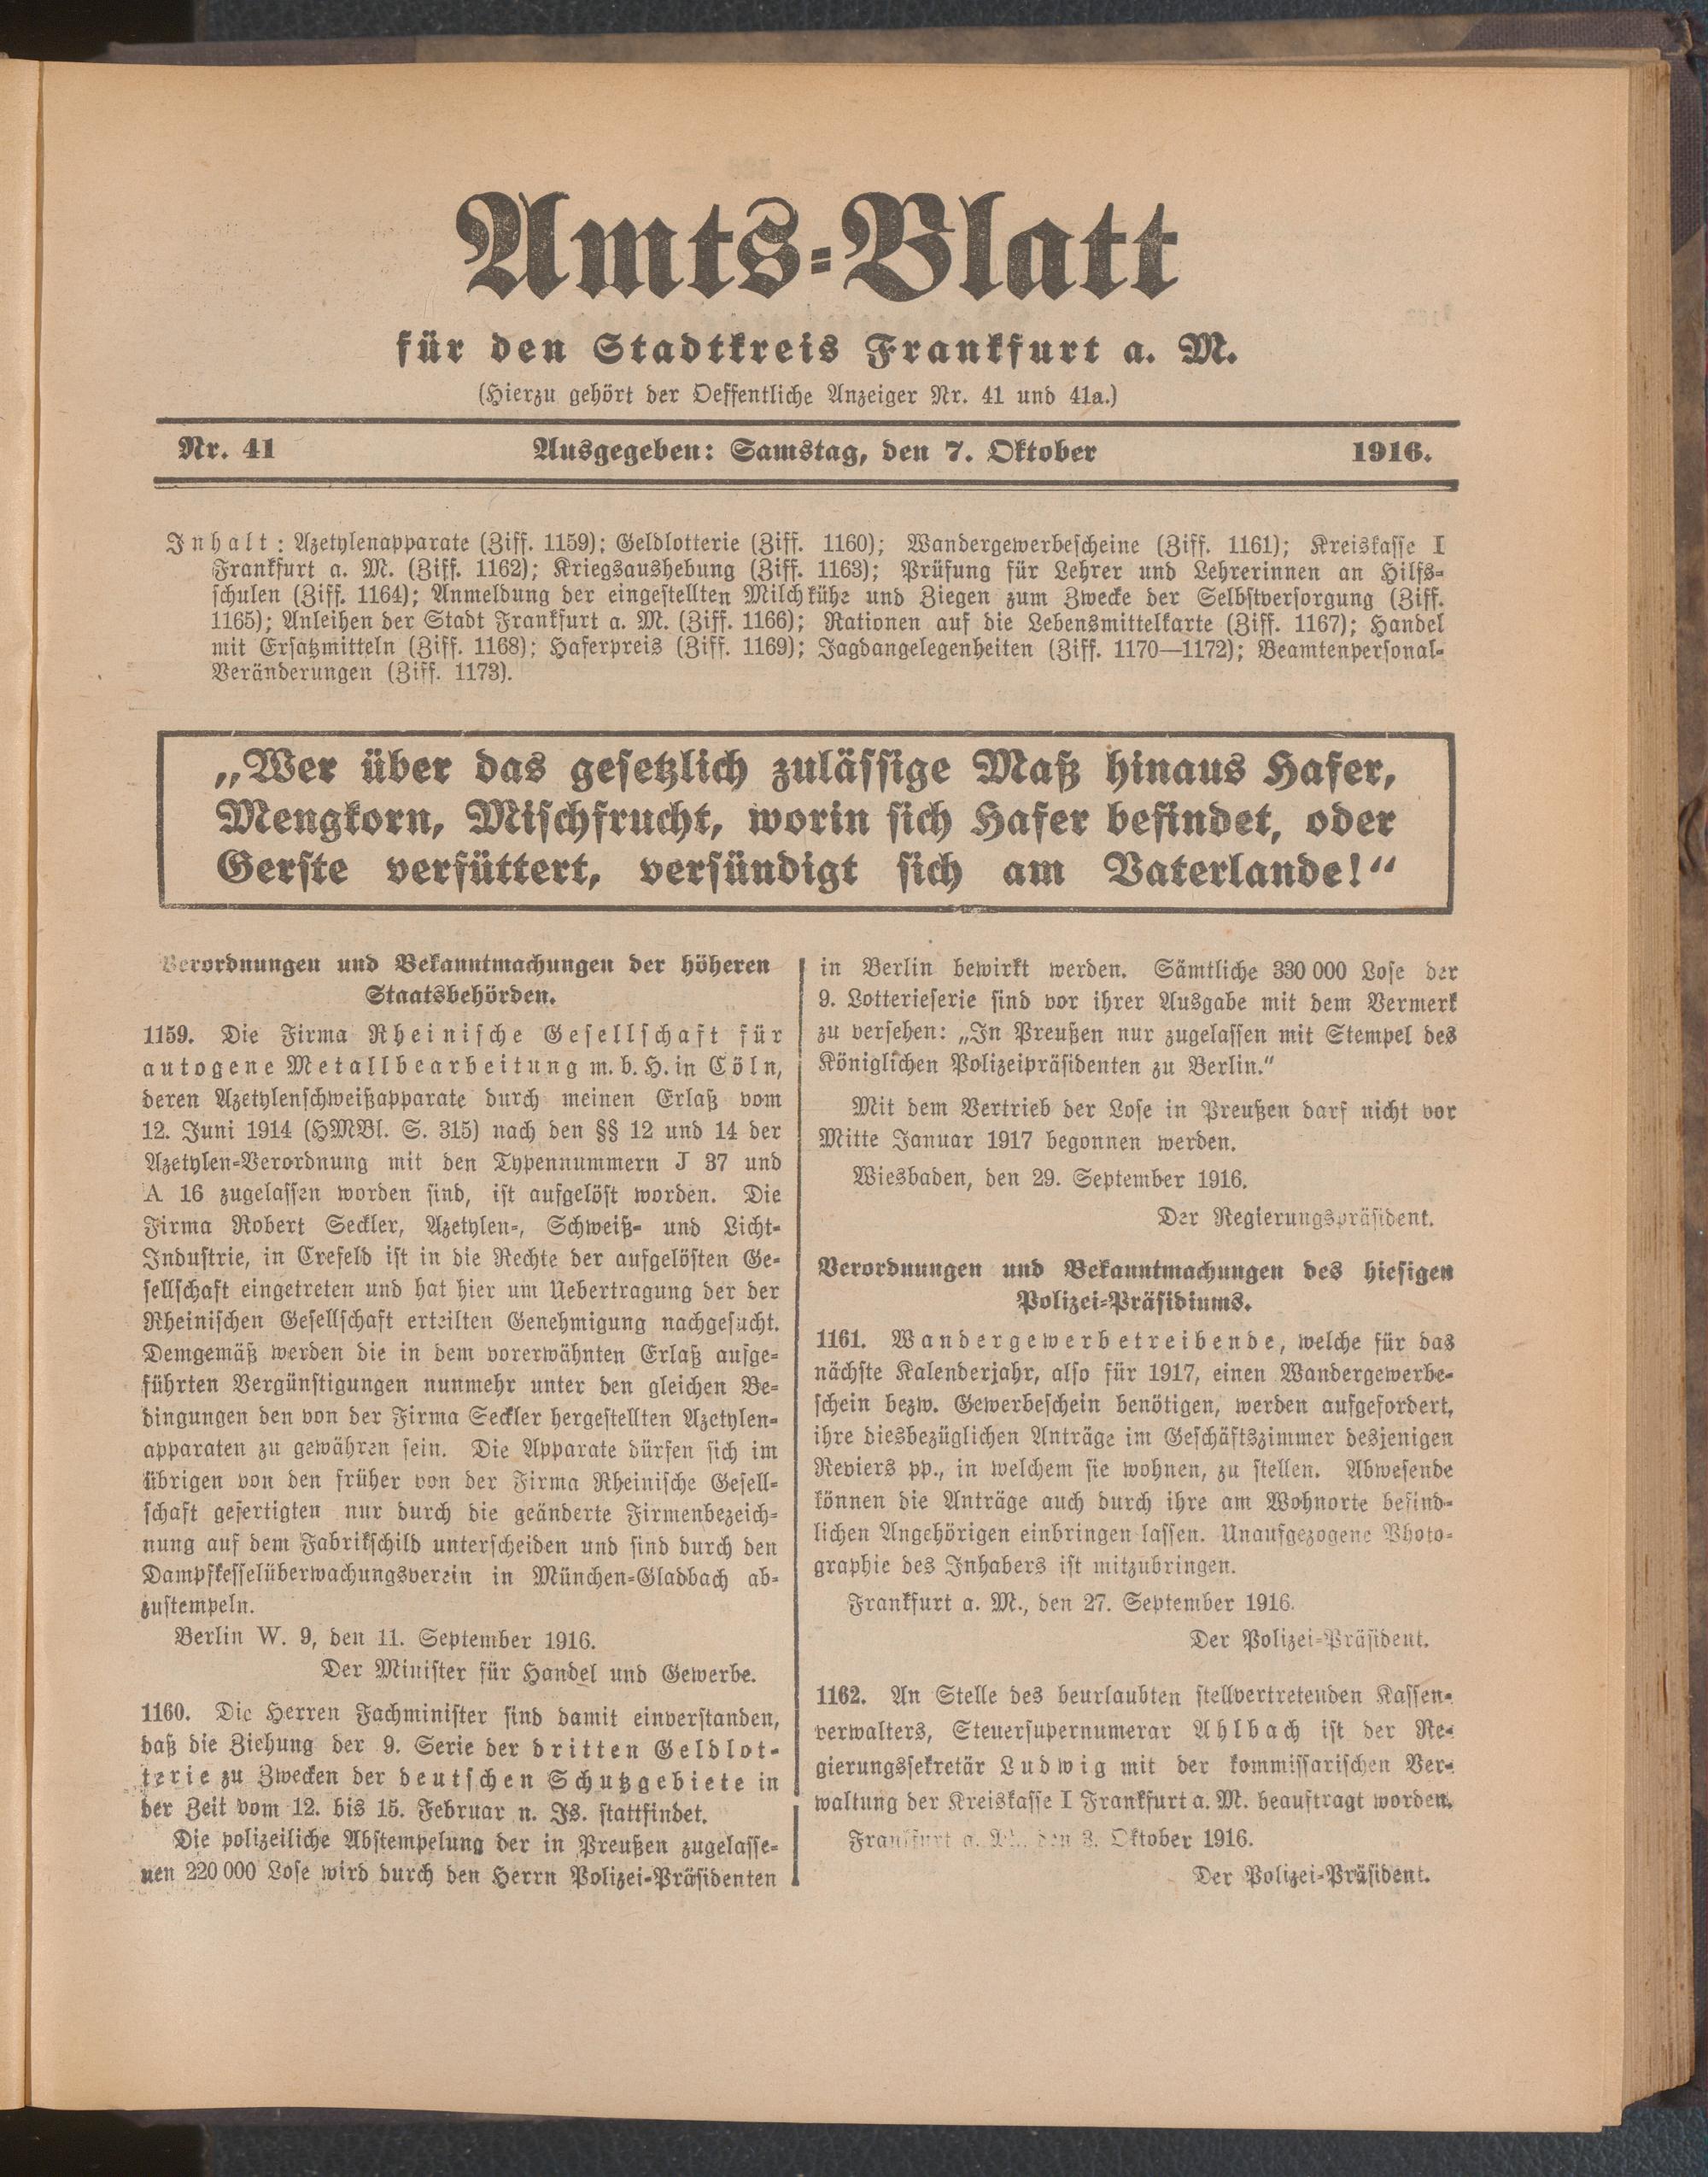 Amts-Blatt
für den Stadtkreis Frankfurt a. M.
(Hierzu gehört der Oeffentliche Anzeiger Nr. 41 und 41a.)
Nr. 41 Ausgegeben: Samstag, den 7. Oktober 1916.
Inhalt: Azetylenapparate (Ziff. 1159); Geldlotterie (Ziff. 1160); Wandergewerbescheine (Ziff. 1161); Kreiskasse I
Frankfurt a. M. (Ziff. 1162); Kriegsaushebung (Ziff. 1163); Prüfung für Lehrer und Lehrerinnen an Hilfs-
schulen (Ziff. 1164); Anmeldung der eingestellten Milchkühe und Ziegen zum Zwecke der Selbstversorgung (Ziff.
1165); Anleihen der Stadt Frankfurt a. M. (Ziff. 1166); Rationen auf die Lebensmittelkarte (Ziff. 1167); Handel
mit Ersatzmitteln (Ziff. 1168); Haferpreis (Ziff. 1169); Jagdangelegenheiten (Ziff. 1170—1172); Beamtenpersonal-
Veränderungen (Ziff. 1173).
„Wer über das gesetzlich zulässige Maß hinaus Hafer,
Mengkorn, Mischfrucht, worin sich Hafer befindet, oder
Gerste verfüttert, versündigt sich am Vaterlande!“
Verordnungen und Bekanntmachungen der höheren
Staatsbehörden.
1159. Die Firma Rheinische Gesellschaft für
autogene Metallbearbeitung m. b. H. in Cöln,
deren Azetylenschweißapparate durch meinen Erlaß vom
12. Juni 1914 (HMBl. S. 315) nach den §§ 12 und 14 der
Azetylen-Verordnung mit den Typennummern J 37 und
A 16 zugelassen worden sind, ist aufgelöst worden. Die
Firma Robert Seckler, Azetylen-, Schweiß- und Licht-
Industrie, in Crefeld ist in die Rechte der aufgelösten Ge-
sellschaft eingetreten und hat hier um Uebertragung der der
Rheinischen Gesellschaft erteilten Genehmigung nachgesucht.
Demgemäß werden die in dem vorerwähnten Erlaß aufge-
führten Vergünstigungen nunmehr unter den gleichen Be-
dingungen den von der Firma Seckler hergestellten Azetylen-
apparaten zu gewähren sein. Die Apparate dürfen sich im
übrigen von den früher von der Firma Rheinische Gesell-
schaft gefertigten nur durch die geänderte Firmenbezeich-
nung auf dem Fabrikschild unterscheiden und sind durch den
Dampfkesselüberwachungsverein in München-Gladbach ab-
zustempeln.
Berlin W. 9, den 11. September 1916.
Der Minister für Handel und Gewerbe.
1160. Die Herren Fachminister sind damit einverstanden,
daß die Ziehung der 9. Serie der dritten Geldlot-
terie zu Zwecken der deutschen Schutzgebiete in
der Zeit vom 12. bis 15. Februar n. Js. stattfindet.
Die polizeiliche Abstempelung der in Preußen zugelasse-
nen 220 000 Lose wird durch den Herrn Polizei-Präsidenten
in Berlin bewirkt werden. Sämtliche 330 000 Lose der
9. Lotterieserie sind vor ihrer Ausgabe mit dem Vermerk
zu versehen: „In Preußen nur zugelassen mit Stempel des
Königlichen Polizeipräsidenten zu Berlin.“
Mit dem Vertrieb der Lose in Preußen darf nicht vor
Mitte Januar 1917 begonnen werden.
Wiesbaden, den 29. September 1916.
Der Regierungspräsident.
Verordnungen und Bekanntmachungen des hiesigen
Polizei-Präsidiums.
1161. Wandergewerbetreibende, welche für das
nächste Kalenderjahr, also für 1917, einen Wandergewerbe-
schein bezw. Gewerbeschein benötigen, werden aufgefordert,
ihre diesbezüglichen Anträge im Geschäftszimmer desjenigen
Reviers pp., in welchem sie wohnen, zu stellen. Abwesende
können die Anträge auch durch ihre am Wohnorte befind-
lichen Angehörigen einbringen lassen. Unaufgezogene Photo-
graphie des Inhabers ist mitzubringen.
Frankfurt a. M., den 27. September 1916.
Der Polizei-Präsident.
1162. An Stelle des beurlaubten stellvertretenden Kassen-
verwalters, Steuersupernumerar Ahlbach ist der Re-
gierungssekretär Ludwig mit der kommissarischen Ver-
waltung der Kreiskasse I Frankfurt a. M. beauftragt worden.
Frankfurt a. M., den 3. Oktober 1916.
Der Polizei-Präsident.